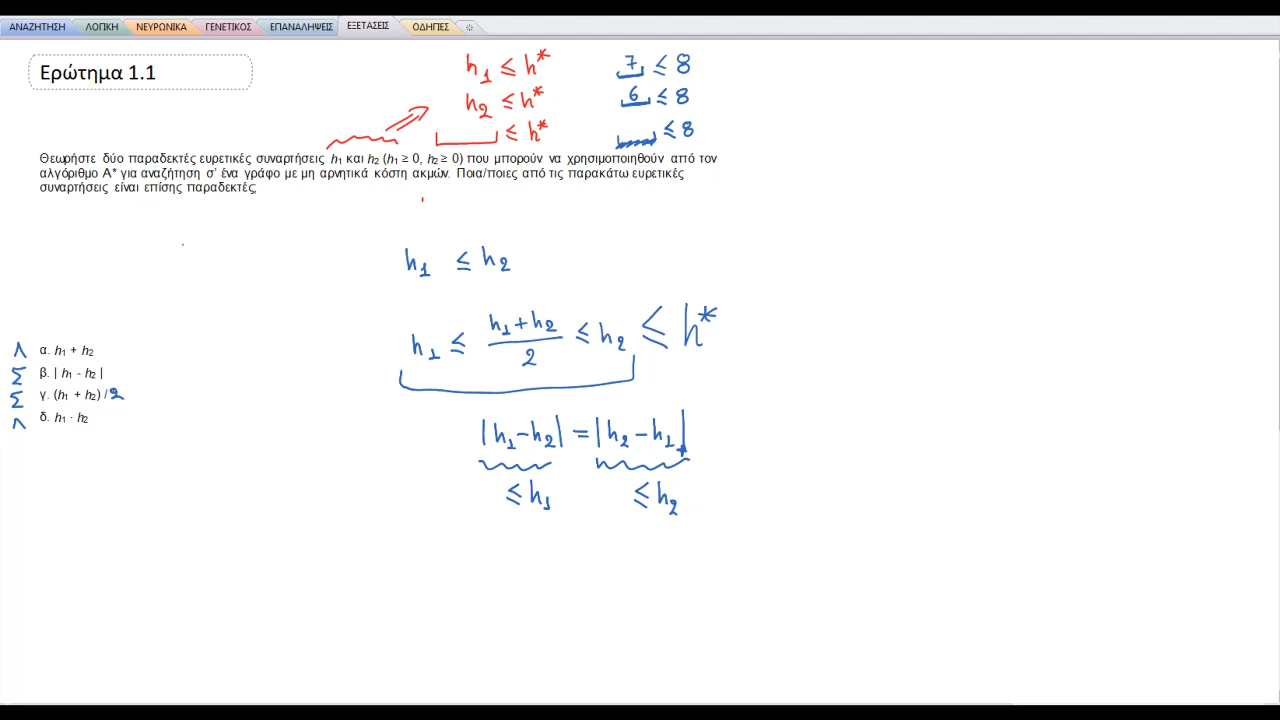 ΑΝΑΖΗΤΗΣΗ ΛΟΓΙΚΗ ΝΕΥΡΩΝΙΚΑ ΓΕΝΕΤΙΚΟΣ ΕΠΑΝΑΛΗΨΕΙΣ ΕΞΕΤΑΣΕΙΣ ΟΔΗΓΙΕΣ
Ερώτημα 1.1
h1 ≤ h* 7 ≤ 8
h2 ≤ h* 6 ≤ 8
≤ h* ≤ 8
Θεωρήστε δύο παραδεκτές ευρετικές συναρτήσεις h1 και h2 (h1 ≥ 0, h2 ≥ 0) που μπορούν να χρησιμοποιηθούν από τον
αλγόριθμο Α* για αναζήτηση σ' ένα γράφο με μη αρνητικά κόστη ακμών. Ποια/ποιες από τις παρακάτω ευρετικές
συναρτήσεις είναι επίσης παραδεκτές;
h1 ≤ h2
h1 ≤ (h1 + h2)/2 ≤ h2 ≤ h*
Λ α. h1 + h2
Σ β. | h1 - h2 |
Σ γ. (h1 + h2) / 2
Λ δ. h1 · h2
|h1 - h2| = |h2 - h1|
≤ h1 ≤ h2